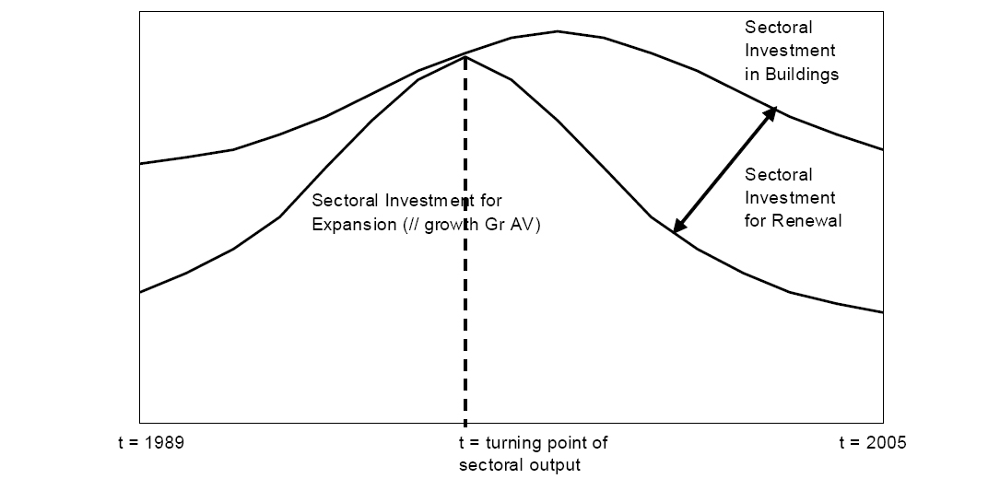 Sectoral
Investment
in Buildings
Sectoral
Investment
for Renewal
Sectoral Investment for
Expansion (// growth Gr AV)
t = 1989
t = turning point of
sectoral output
t = 2005